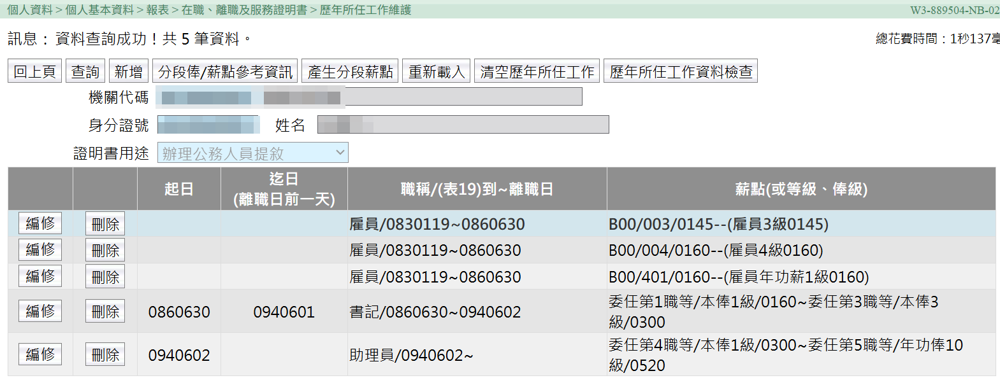 個人資料 > 個人基本資料 > 報表 > 在職、離職及服務證明書 > 歷年所任工作維護 W3-889504-NB-02
訊息： 資料查詢成功！共 5 筆資料。 總花費時間：1秒137毫
回上頁 查詢 新增 分段俸/薪點參考資訊 產生分段薪點 重新載入 清空歷年所任工作 歷年所任工作資料檢查
機關代碼
身分證號 姓名
證明書用途 辦理公務人員提敘
起日 迄日 職稱/(表19)到~離職日 薪點(或等級、俸級)
(離職日前一天)
編修 刪除 雇員/0830119~0860630 B00/003/0145--(雇員3級0145)
編修 刪除 雇員/0830119~0860630 B00/004/0160--(雇員4級0160)
編修 刪除 雇員/0830119~0860630 B00/401/0160--(雇員年功薪1級0160)
編修 刪除 0860630 0940601 書記/0860630~0940602 委任第1職等/本俸1級/0160~委任第3職等/本俸3
級/0300
編修 刪除 0940602 助理員/0940602~ 委任第4職等/本俸1級/0300~委任第5職等/年功俸10
級/0520